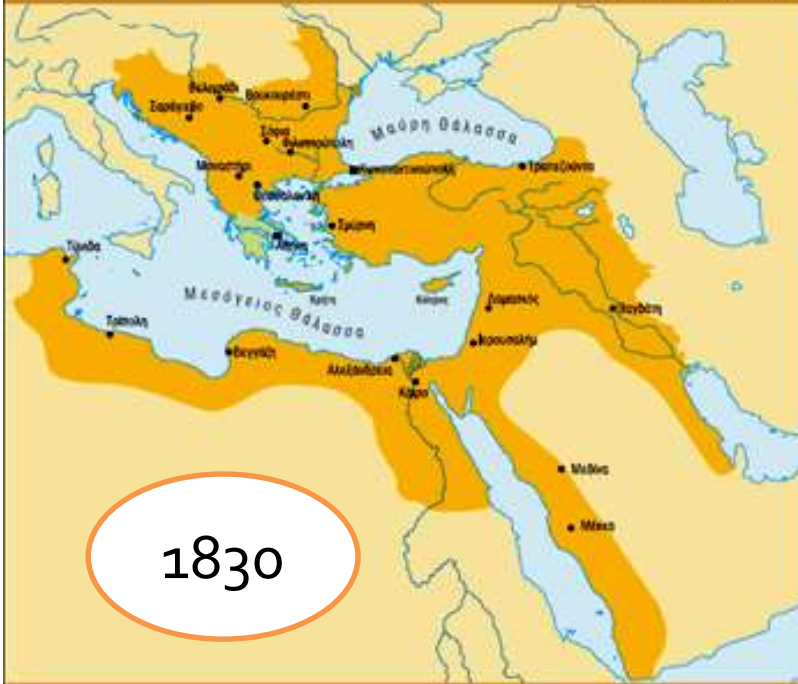 Βελιγράδι
Βουκουρέστι
Σαράγεβο
Σόφια
Φιλιππούπολη
Μαύρη Θάλασσα
Μοναστήρι
Κωνσταντινούπολη
Τραπεζούντα
Θεσσαλονίκη
Σμύρνη
Αθήνα
Τύνιδα
Μεσόγειος Θάλασσα
Κρήτη
Κύπρος
Δαμασκός
Βαγδάτη
Τρίπολη
Βεγγάζη
Ιερουσαλήμ
Αλεξάνδρεια
Κάιρο
Μεδίνα
Μέκκα
1830